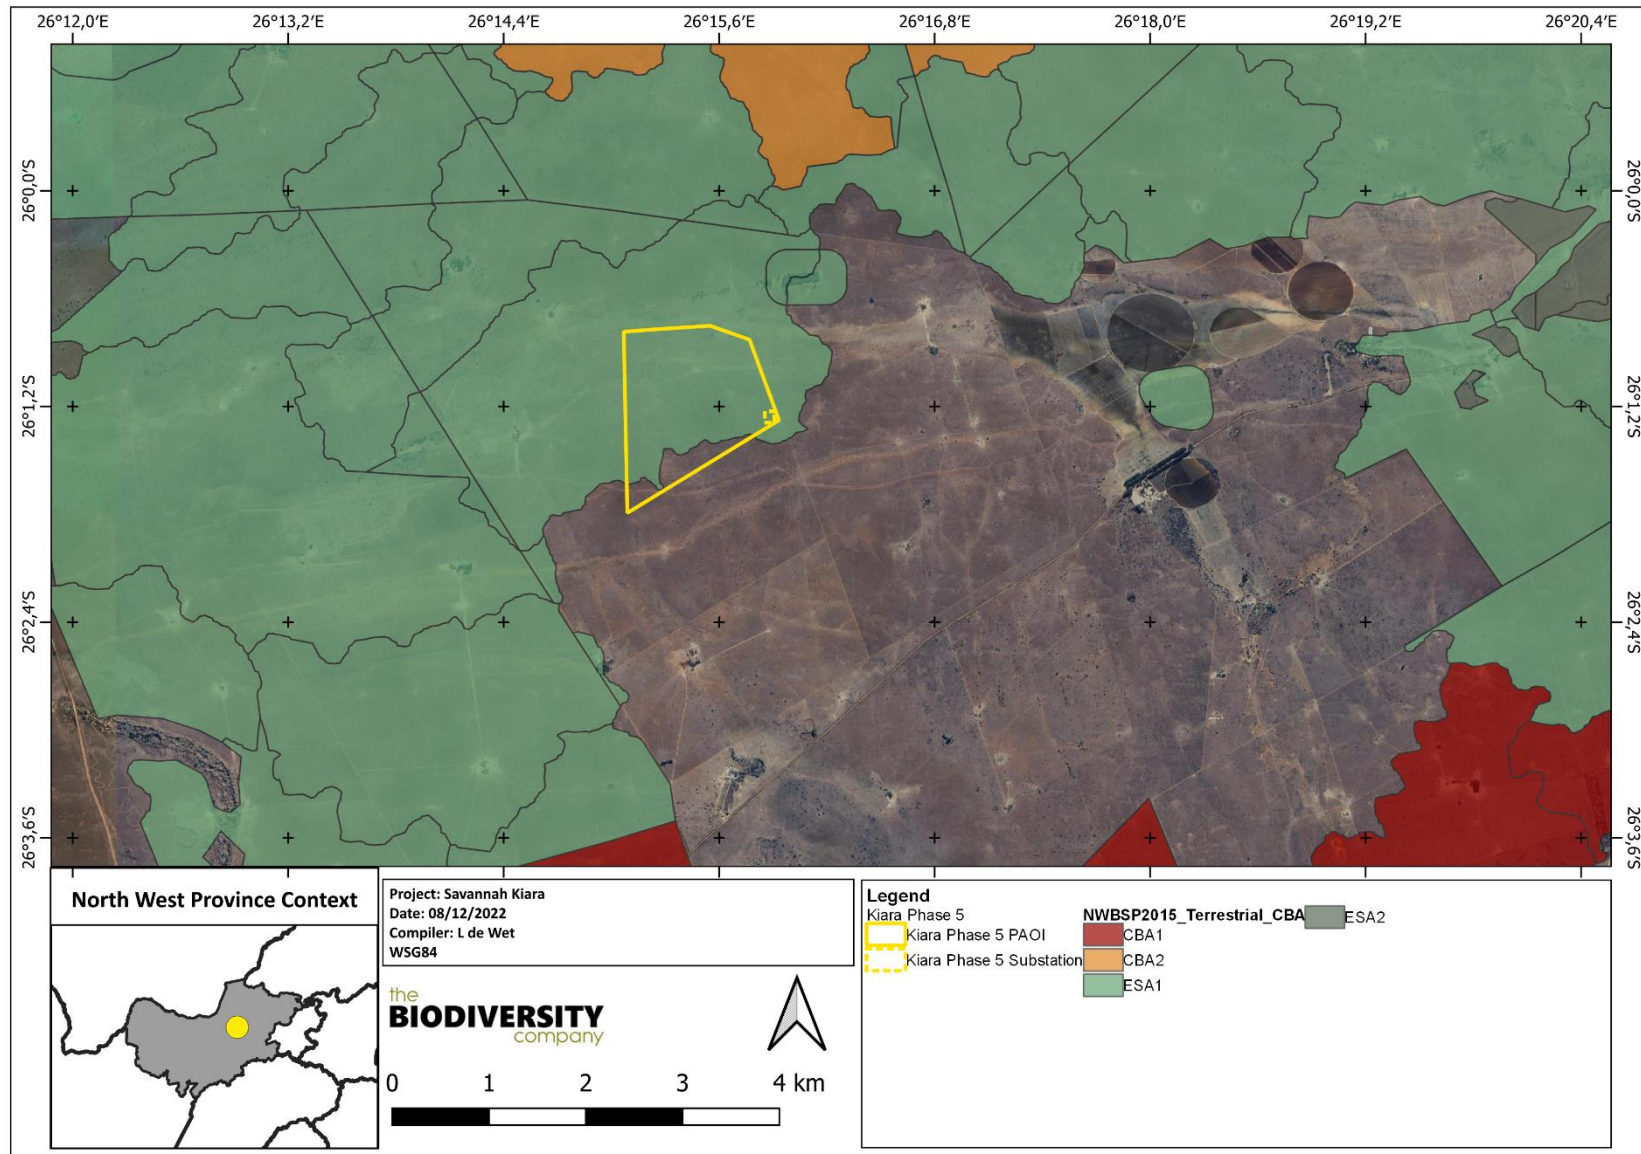 26°12,0'E 26°13,2'E 26°14,4'E 26°15,6'E 26°16,8'E 26°18,0'E 26°19,2'E 26°20,4'E
26°0,0'S 26°0,0'S
26°1,2'S 26°1,2'S
26°2,4'S 26°2,4'S
26°3,6'S 26°3,6'S
North West Province Context
Project: Savannah Kiara
Date: 08/12/2022
Compiler: L de Wet
WSG84
the
BIODIVERSITY
company
0 1 2 3 4 km
Legend
Kiara Phase 5
Kiara Phase 5 PAOI
Kiara Phase 5 Substation
NWBSP2015_Terrestrial_CBA
CBA1
CBA2
ESA1
ESA2